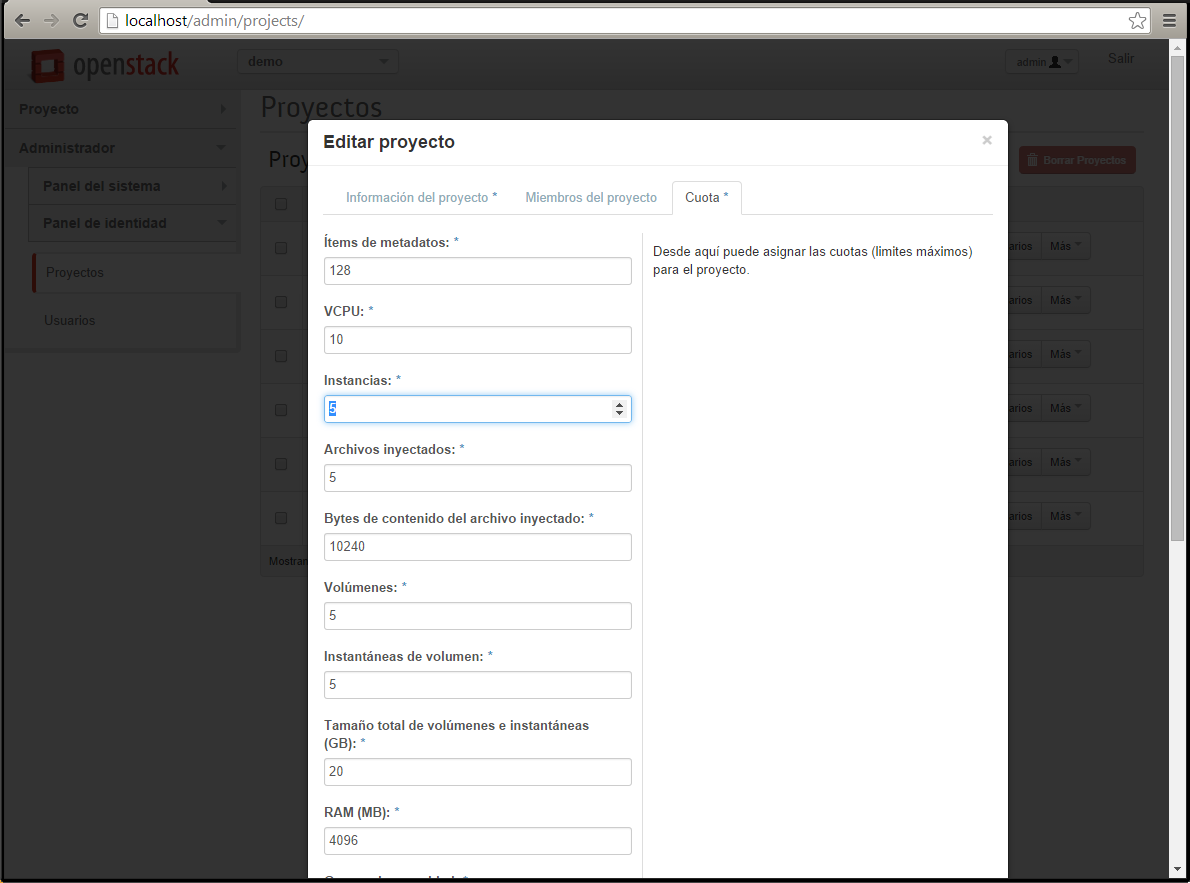 localhost/admin/projects/
openstack
demo
admin
Salir
Proyecto
Administrador
Panel del sistema
Panel de identidad
Proyectos
Usuarios
Proyectos
Proy
Borrar Proyectos
Editar proyecto
×
Información del proyecto *
Miembros del proyecto
Cuota *
Ítems de metadatos: *
128
VCPU: *
10
Instancias: *
5
Archivos inyectados: *
5
Bytes de contenido del archivo inyectado: *
10240
Volúmenes: *
5
Instantáneas de volumen: *
5
Tamaño total de volúmenes e instantáneas
(GB): *
20
RAM (MB): *
4096
Desde aquí puede asignar las cuotas (limites máximos)
para el proyecto.
arios Más
arios Más
arios Más
arios Más
arios Más
arios Más
Mostran